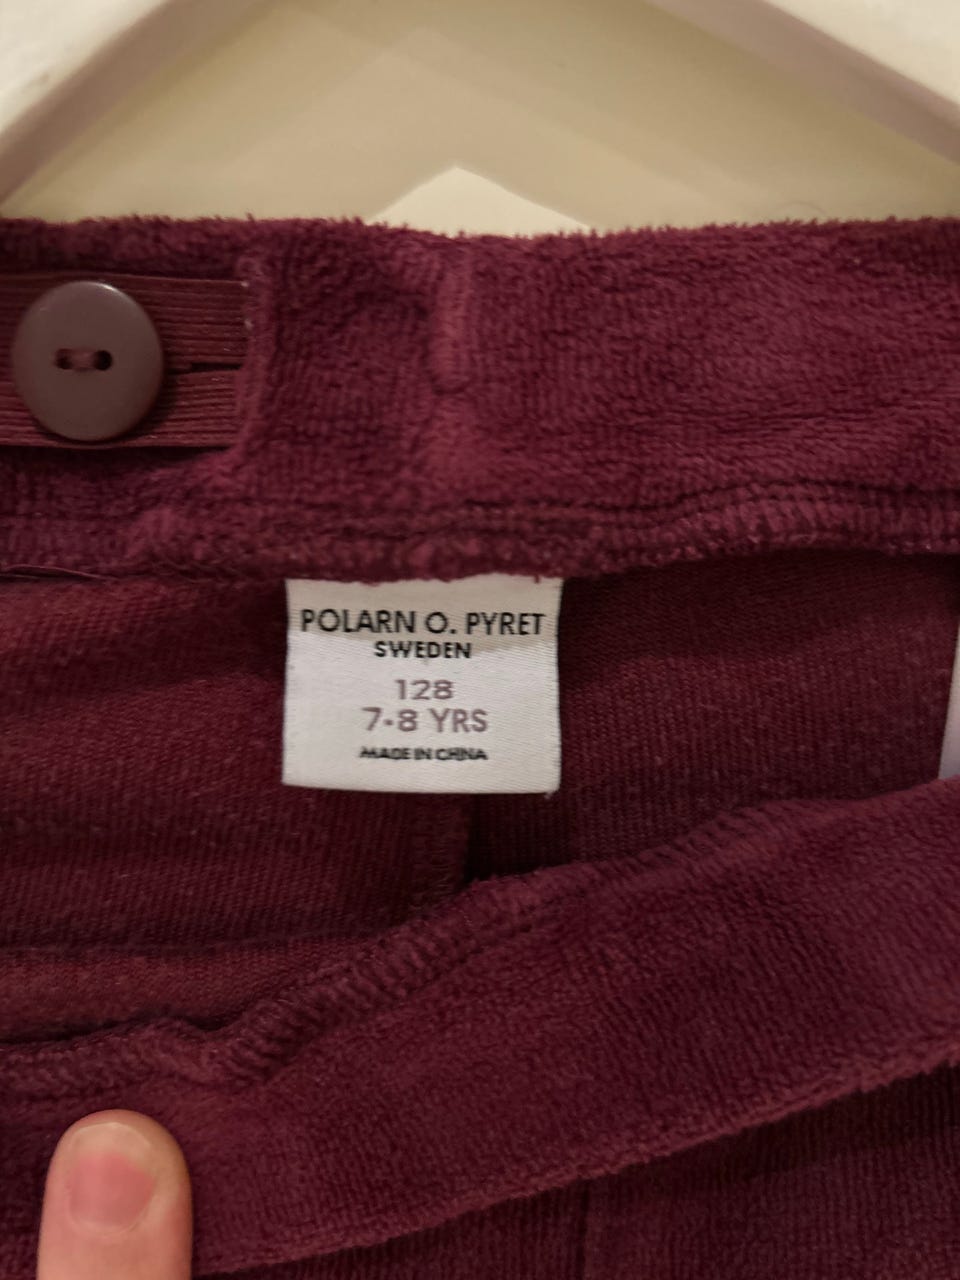 POLARN O. PYRET
SWEDEN
128
7-8 YRS
MADE IN CHINA